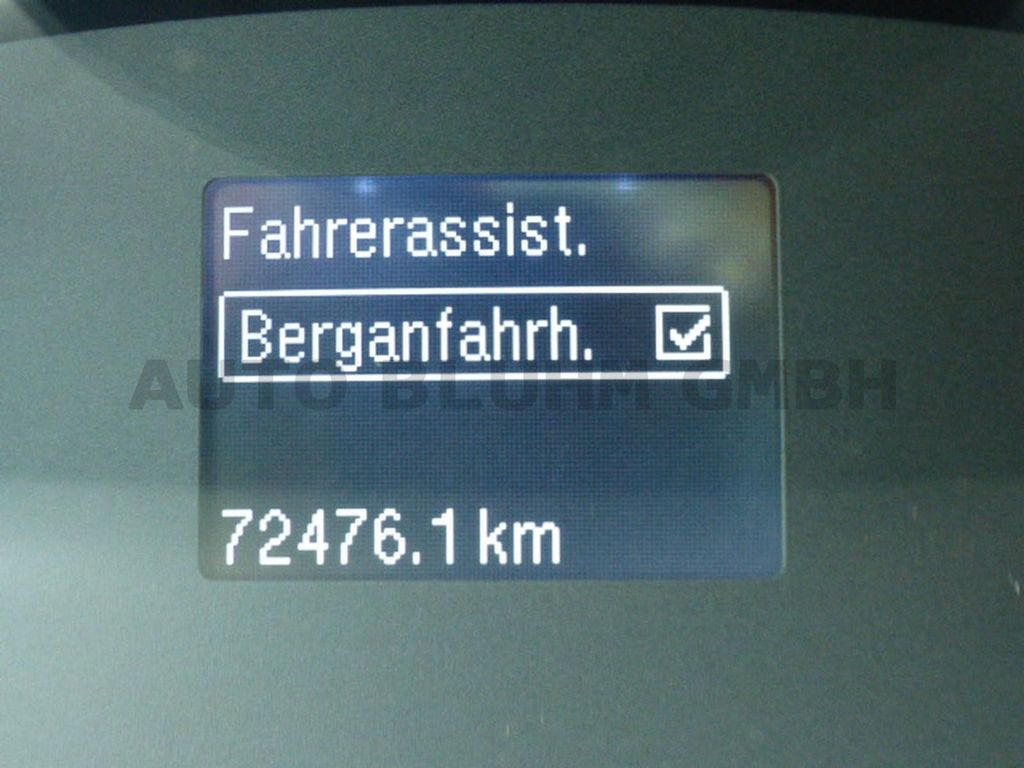 Fahrerassist.
Berganfahrh.
AUTO BLUHM GMBH
72476.1 km